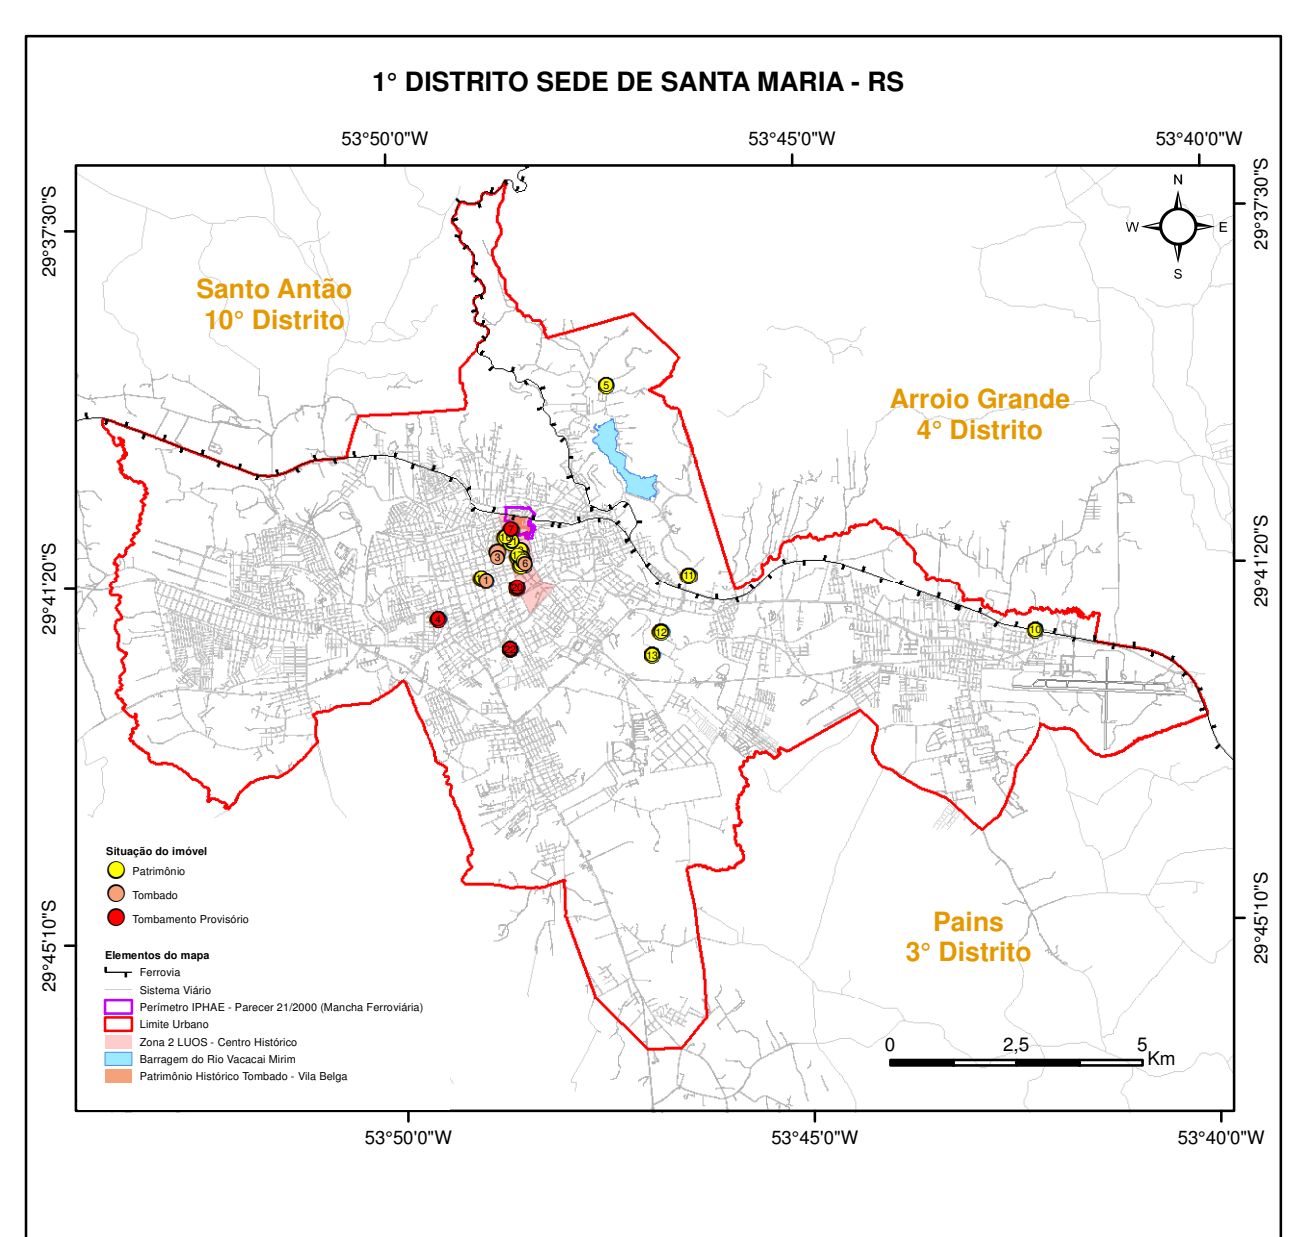 1° DISTRITO SEDE DE SANTA MARIA - RS
53°50'0"W
53°45'0"W
53°40'0"W
29°37'30"S
29°37'30"S
N
W
E
S
Santo Antão
10° Distrito
5
Arroio Grande
4° Distrito
7
3
6
1
11
20
4
12
10
22
13
29°41'20"S
29°41'20"S
Situação do imóvel
Patrimônio
Tombado
Tombamento Provisório
Pains
3° Distrito
29°45'10"S
29°45'10"S
Elementos do mapa
Ferrovia
Sistema Viário
Perímetro IPHAE - Parecer 21/2000 (Mancha Ferroviária)
Limite Urbano
Zona 2 LUOS - Centro Histórico
Barragem do Rio Vacacai Mirim
Patrimônio Histórico Tombado - Vila Belga
0
2,5
5
Km
53°50'0"W
53°45'0"W
53°40'0"W